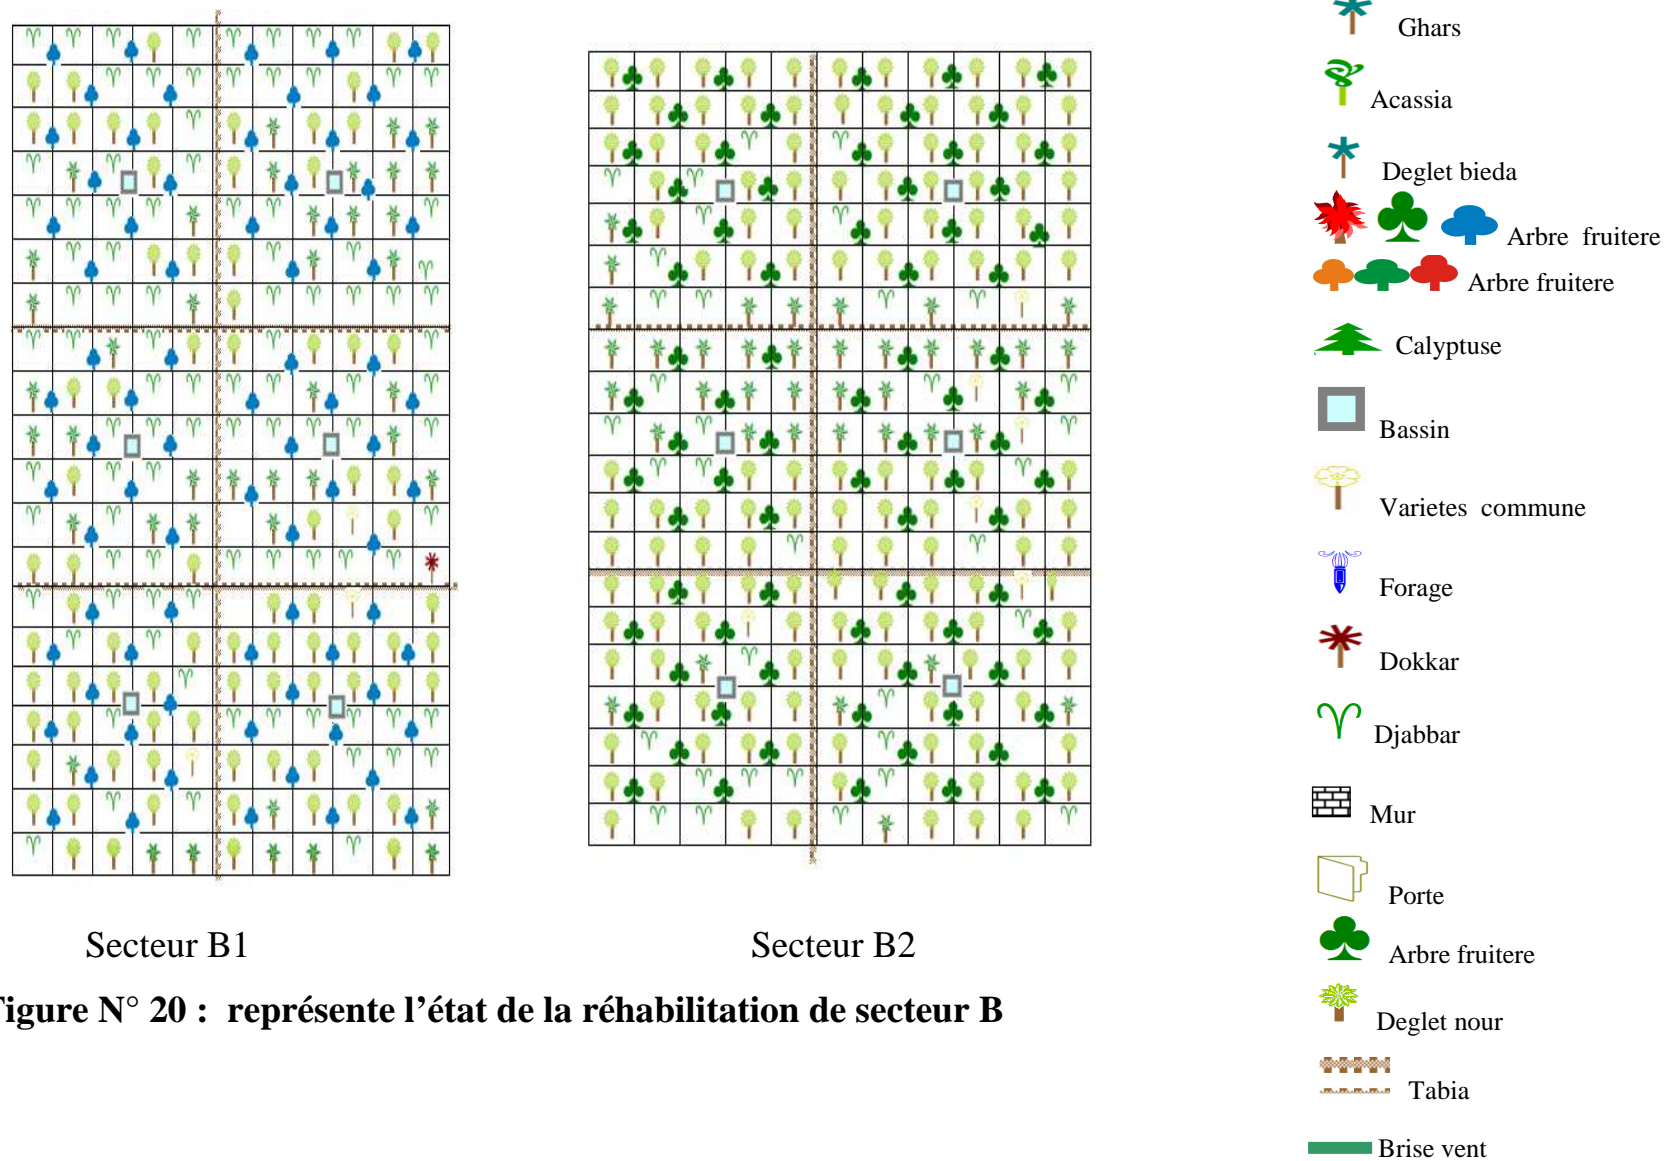 Secteur B1
Secteur B2
igure N° 20 : représente l'état de la réhabilitation de secteur B
Ghars
Acassia
Deglet bieda
Arbre fruitere
Arbre fruitere
Calyptuse
Bassin
Varietes commune
Forage
Dokkar
Djabbar
Mur
Porte
Arbre fruitere
Deglet nour
Tabia
Brise vent